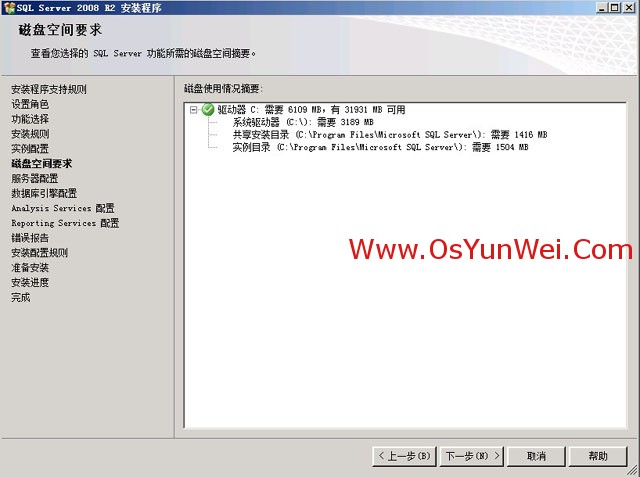 SQL Server 2008 R2 安装程序
磁盘空间要求
查看您选择的 SQL Server 功能所需的磁盘空间摘要。
安装程序支持规则
设置角色
功能选择
安装规则
实例配置
磁盘空间要求
服务器配置
数据库引擎配置
Analysis Services 配置
Reporting Services 配置
错误报告
安装配置规则
准备安装
安装进度
完成
磁盘使用情况摘要:
驱动器 C: 需要 6109 MB, 有 31931 MB 可用
系统驱动器 (C:\): 需要 3189 MB
共享安装目录 (C:\Program Files\Microsoft SQL Server\): 需要 1416 MB
实例目录 (C:\Program Files\Microsoft SQL Server\): 需要 1504 MB
Www.OsYunWei.Com
< 上一步(B) 下一步(N) > 取消 帮助